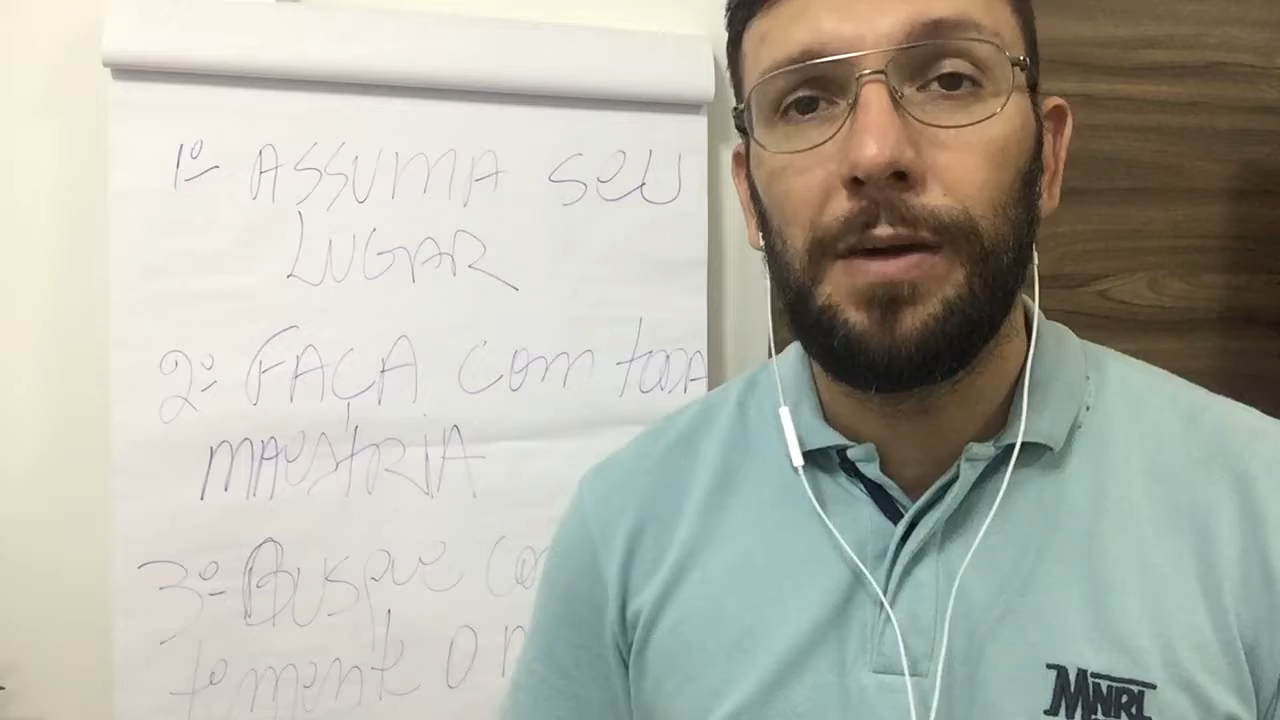 1º- ASSUMA SEU
LUGAR
2º- FAÇA COM TODA
MAESTRIA
3º- BUSQUE
MNRL